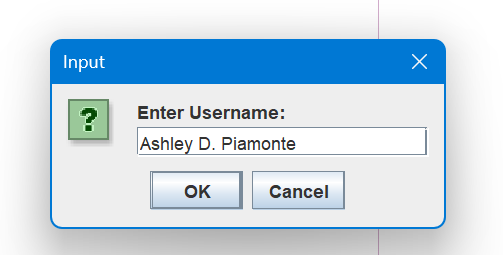 Input
?
Enter Username:
Ashley D. Piamonte
OK Cancel